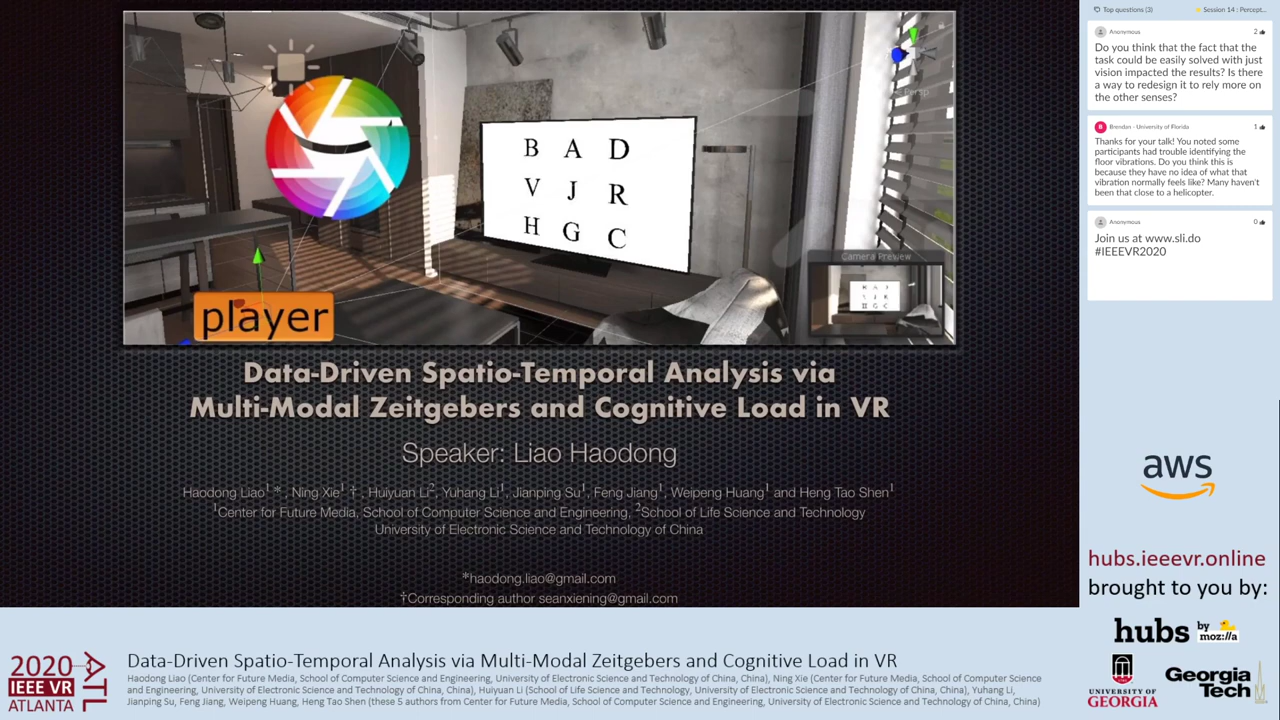 B A D
V J R
H G C
< Persp
Camera Preview
player
Data-Driven Spatio-Temporal Analysis via
Multi-Modal Zeitgebers and Cognitive Load in VR
Speaker: Liao Haodong
Haodong Liao1 * , Ning Xie1 † , Huiyuan Li2, Yuhang Li1, Jianping Su1, Feng Jiang1, Weipeng Huang1 and Heng Tao Shen1
1Center for Future Media, School of Computer Science and Engineering, 2School of Life Science and Technology
University of Electronic Science and Technology of China
*haodong.liao@gmail.com
†Corresponding author seanxiening@gmail.com
Top questions (3)
Session 14 : Percept...
Anonymous 2
Do you think that the fact that the
task could be easily solved with just
vision impacted the results? Is there
a way to redesign it to rely more on
the other senses?
B Brendan - University of Florida 1
Thanks for your talk! You noted some
participants had trouble identifying the
floor vibrations. Do you think this is
because they have no idea of what that
vibration normally feels like? Many haven't
been that close to a helicopter.
Anonymous 0
Join us at www.sli.do
#IEEEVR2020
aws
hubs.ieeevr.online
brought to you by:
hubs by moz://a
UNIVERSITY OF
GEORGIA
Georgia
Tech
2020
IEEE VR
ATLANTA
ATL
Data-Driven Spatio-Temporal Analysis via Multi-Modal Zeitgebers and Cognitive Load in VR
Haodong Liao (Center for Future Media, School of Computer Science and Engineering, University of Electronic Science and Technology of China, China), Ning Xie (Center for Future Media, School of Computer Science
and Engineering, University of Electronic Science and Technology of China, China), Huiyuan Li (School of Life Science and Technology, University of Electronic Science and Technology of China, China), Yuhang Li,
Jianping Su, Feng Jiang, Weipeng Huang, Heng Tao Shen (these 5 authors from Center for Future Media, School of Computer Science and Engineering, University of Electronic Science and Technology of China, China)